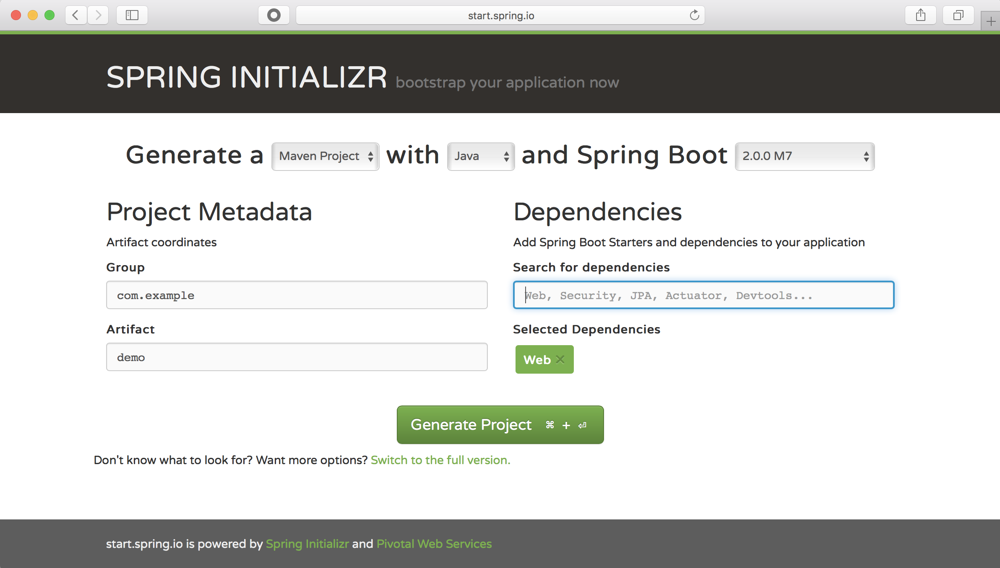 start.spring.io
SPRING INITIALIZR bootstrap your application now
Generate a Maven Project with Java and Spring Boot 2.0.0 M7
Project Metadata
Artifact coordinates
Group
com.example
Artifact
demo
Dependencies
Add Spring Boot Starters and dependencies to your application
Search for dependencies
Web, Security, JPA, Actuator, Devtools...
Selected Dependencies
Web ×
Generate Project ⌘ + ⏎
Don't know what to look for? Want more options? Switch to the full version.
start.spring.io is powered by Spring Initializr and Pivotal Web Services